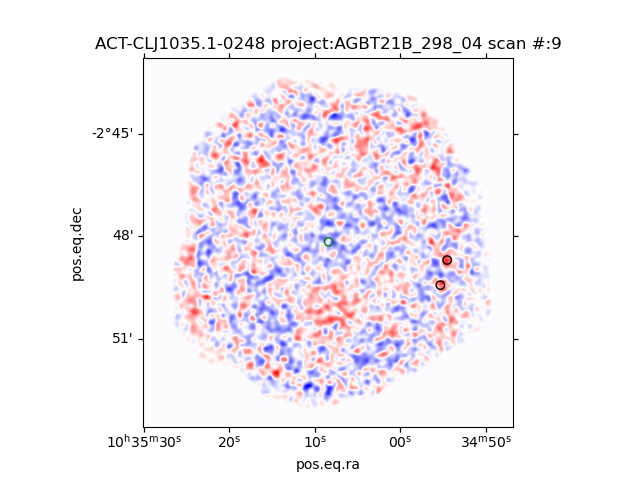 ACT-CLJ1035.1-0248 project:AGBT21B_298_04 scan #:9
-2°45'
48'
51'
pos.eq.dec
10ʰ35ᵐ30ˢ 20ˢ 10ˢ 00ˢ 34ᵐ50ˢ
pos.eq.ra